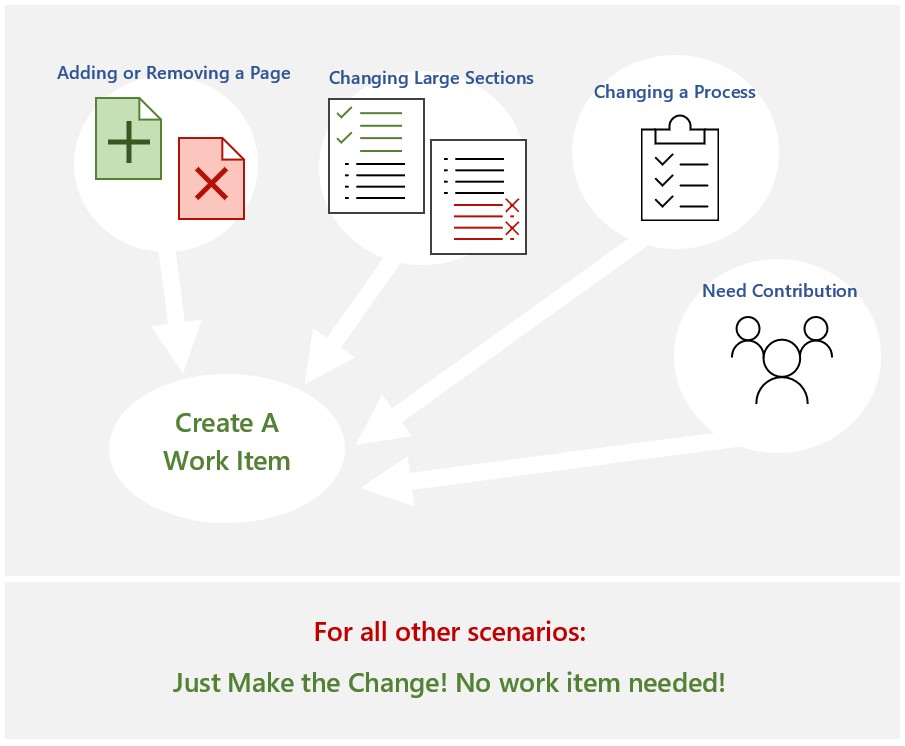 Adding or Removing a Page
Changing Large Sections
Changing a Process
Need Contribution
Create A
Work Item
For all other scenarios:
Just Make the Change! No work item needed!